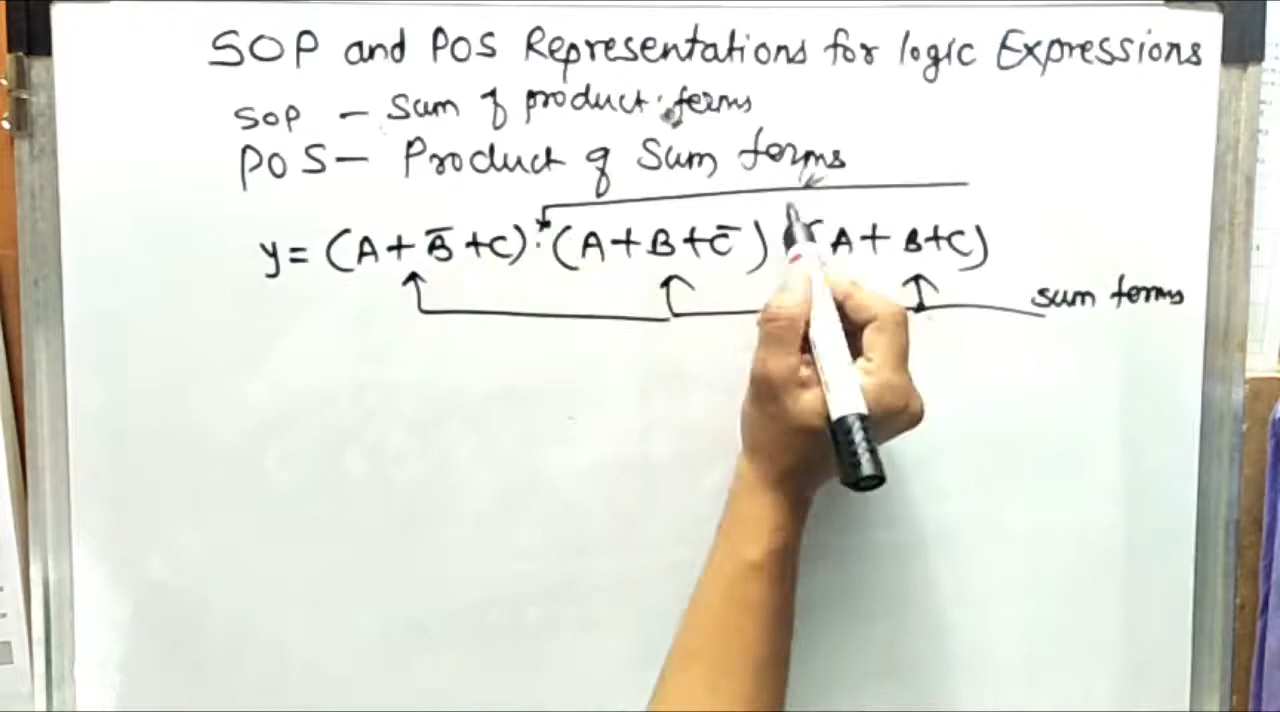 SOP and POS Representations for logic Expressions
SOP - Sum of product terms
POS - Product of Sum terms
y = (A + B̅ + C) · (A + B + C̅) (A + B + C)
sum terms